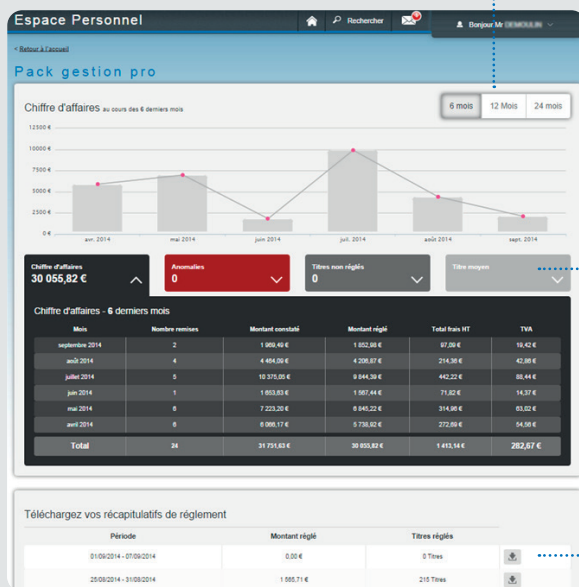 Espace Personnel
Rechercher
Bonjour Mr
< Retour à l'accueil
Pack gestion pro
Chiffre d'affaires au cours des 6 derniers mois
6 mois 12 Mois 24 mois
12500 €
10000 €
7500 €
5000 €
2500 €
0 €
avr. 2014 mai 2014 juin 2014 juil. 2014 août 2014 sept. 2014
Chiffre d'affaires Anomalies Titres non réglés Titre moyen
30 055,82 € 0 0
Chiffre d'affaires - 6 derniers mois
Mois Nombre remises Montant constaté Montant réglé Total frais HT TVA
septembre 2014 2 1 969,49 € 1 852,98 € 97,09 € 19,42 €
août 2014 4 4 484,09 € 4 206,87 € 214,36 € 42,86 €
juillet 2014 5 10 375,05 € 9 844,39 € 442,22 € 88,44 €
juin 2014 1 1 653,63 € 1 567,44 € 71,82 € 14,37 €
mai 2014 6 7 223,20 € 6 845,22 € 314,96 € 63,02 €
avril 2014 6 6 066,17 € 5 738,92 € 272,69 € 54,56 €
Total 24 31 751,63 € 30 055,82 € 1 413,14 € 282,67 €
Téléchargez vos récapitulatifs de réglement
Période Montant réglé Titres règlés
01/09/2014 - 07/09/2014 0,00 € 0 Titres
25/08/2014 - 31/08/2014 1 565,71 € 215 Titres